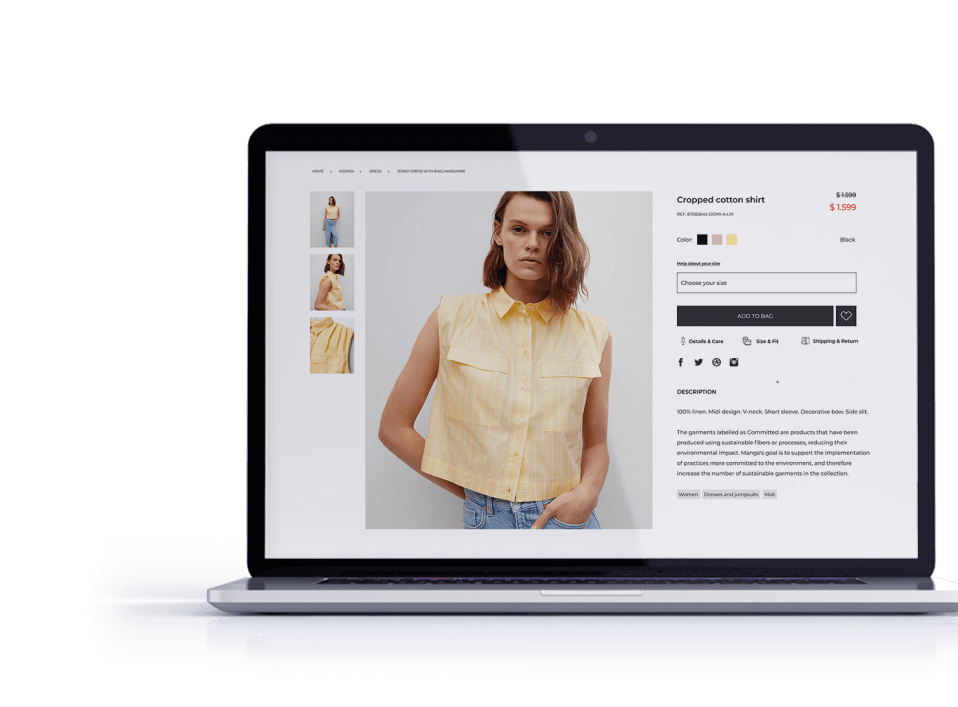 HOME WOMEN DRESS JERSEY DRESS WITH RING HARDWARE
Cropped cotton shirt
$ 1.599
$ 1.599
REF. 87085645-DOMI-A-LM
Color:
Black
Help about your size
Choose your size
ADD TO BAG
Details & Care
Size & Fit
Shipping & Return
DESCRIPTION
100% linen. Midi design. V-neck. Short sleeve. Decorative bow. Side slit.
The garments labelled as Committed are products that have been
produced using sustainable fibers or processes, reducing their
environmental impact. Mango's goal is to support the implementation
of practices more committed to the environment, and therefore
increase the number of sustainable garments in the collection.
Women Dresses and jumpsuits Midi